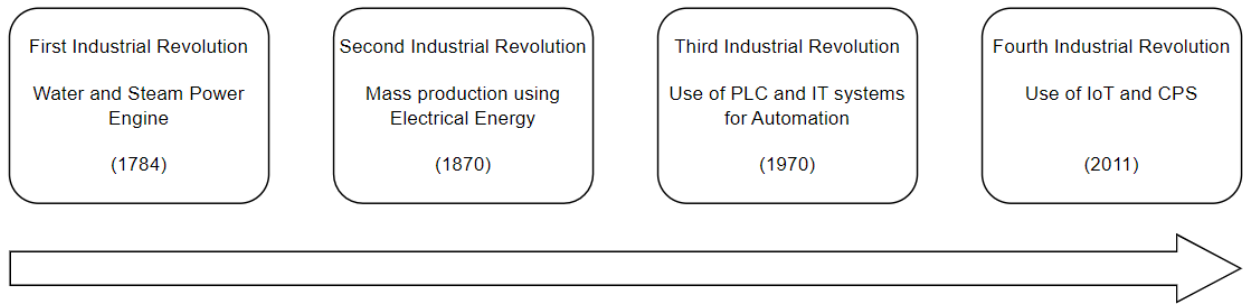 First Industrial Revolution
Water and Steam Power
Engine
(1784)
Second Industrial Revolution
Mass production using
Electrical Energy
(1870)
Third Industrial Revolution
Use of PLC and IT systems
for Automation
(1970)
Fourth Industrial Revolution
Use of IoT and CPS
(2011)